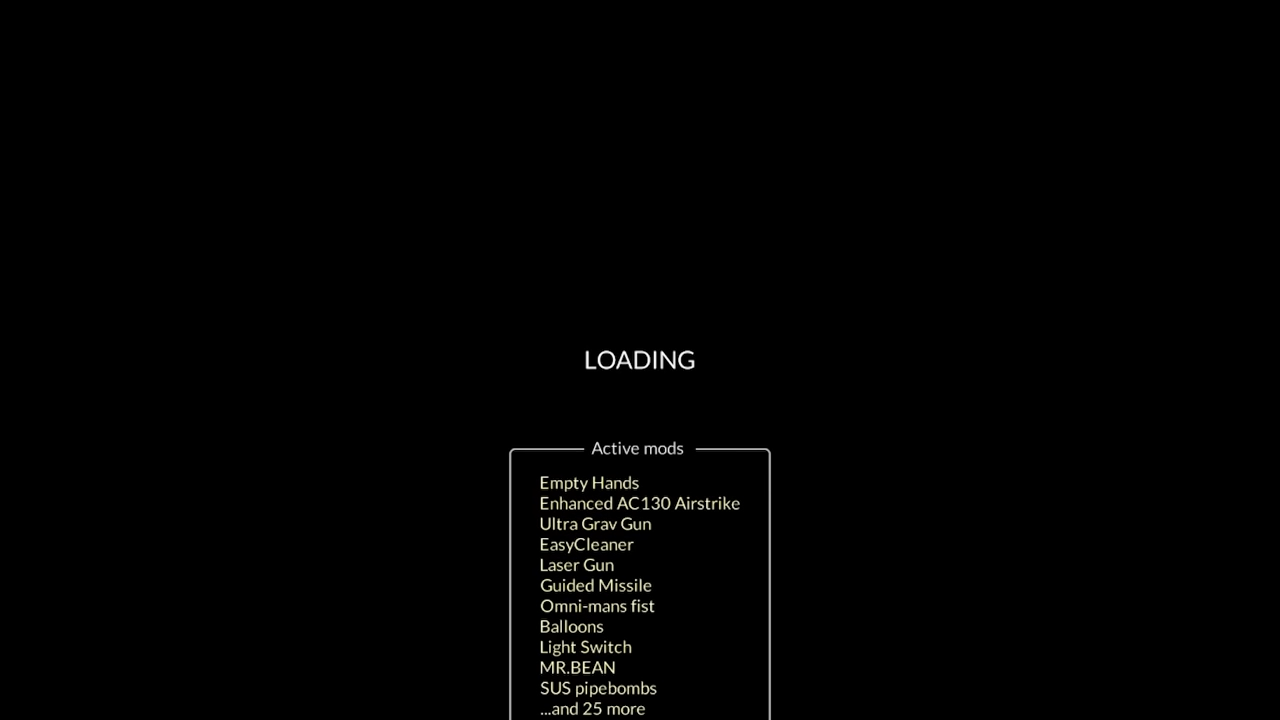 LOADING
Active mods
Empty Hands
Enhanced AC130 Airstrike
Ultra Grav Gun
EasyCleaner
Laser Gun
Guided Missile
Omni-mans fist
Balloons
Light Switch
MR.BEAN
SUS pipebombs
...and 25 more